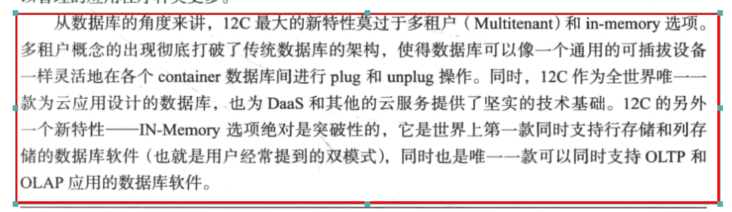 从数据库的角度来讲，12C 最大的新特性莫过于多租户（Multitenant）和 in-memory 选项。
多租户概念的出现彻底打破了传统数据库的架构，使得数据库可以像一个通用的可插拔设备
一样灵活地在各个 container 数据库间进行 plug 和 unplug 操作。同时，12C 作为全世界唯一一
款为云应用设计的数据库，也为 DaaS 和其他的云服务提供了坚实的技术基础。12C 的另外
一个新特性——IN-Memory 选项绝对是突破性的，它是世界上第一款同时支持行存储和列存
储的数据库软件（也就是用户经常提到的双模式），同时也是唯一一款可以同时支持 OLTP 和
OLAP 应用的数据库软件。